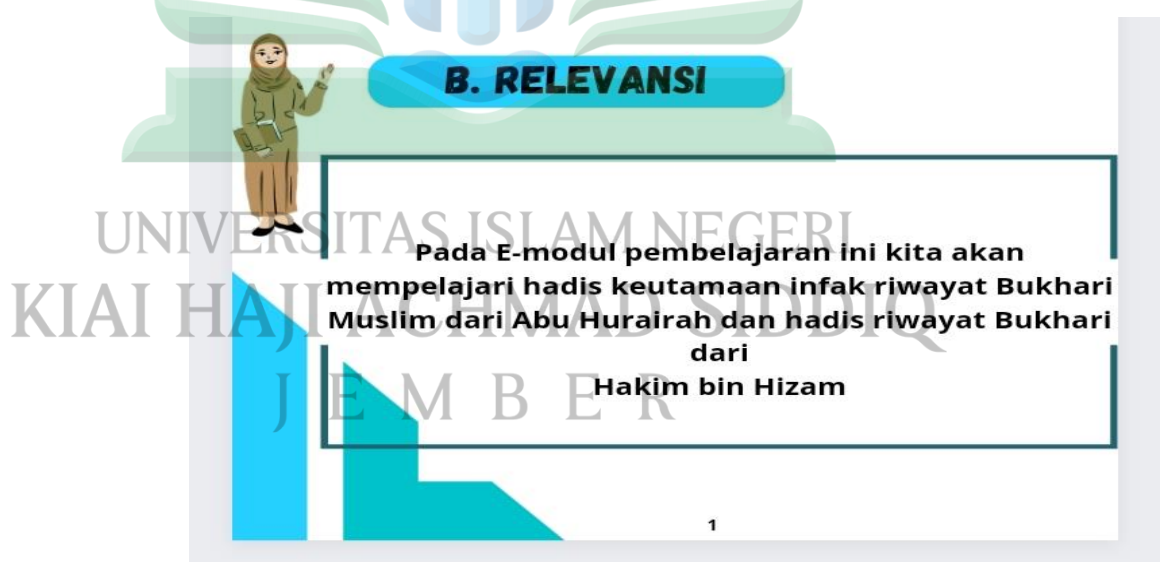 B. RELEVANSI
UNIVERSITAS ISLAM NEGERI
KIAI HAJI ACHMAD SIDDIQ
JEMBER
Pada E-modul pembelajaran ini kita akan
mempelajari hadis keutamaan infak riwayat Bukhari
Muslim dari Abu Hurairah dan hadis riwayat Bukhari
dari
Hakim bin Hizam
1